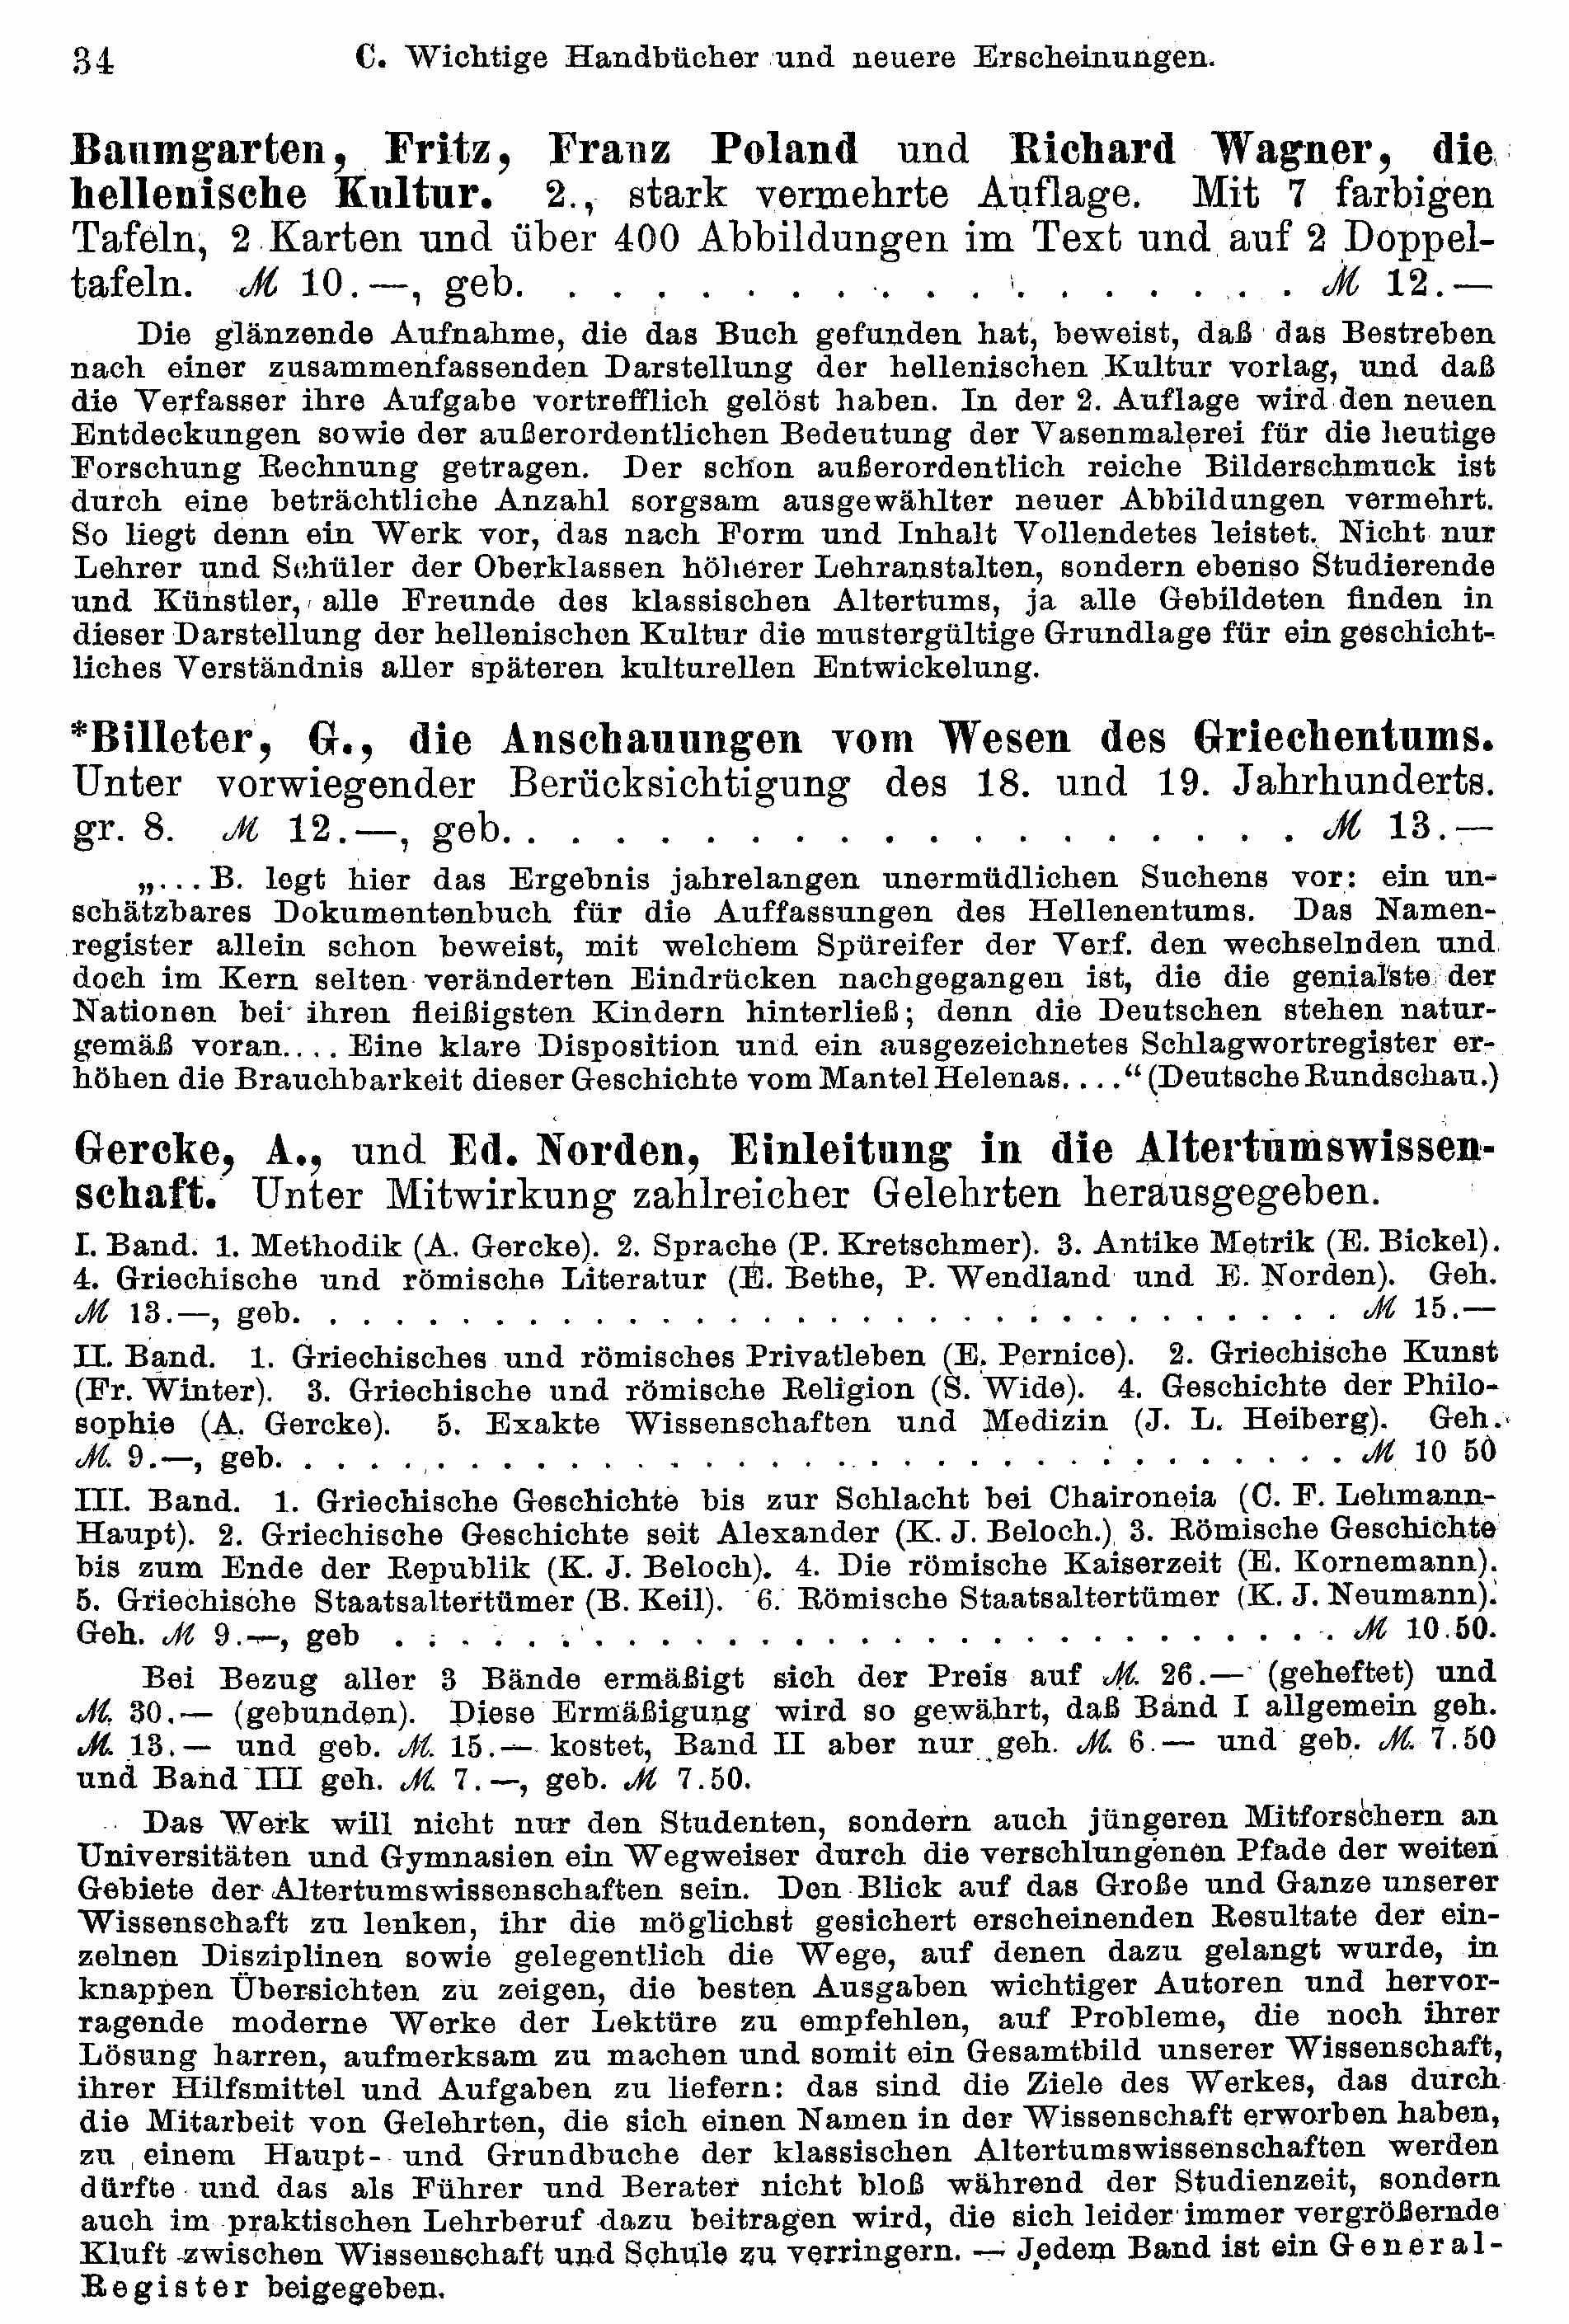 34 C. Wichtige Handbücher und neuere Erscheinungen.
Baumgarten, Fritz, Franz Poland und Richard Wagner, die
hellenische Kultur. 2., stark vermehrte Auflage. Mit 7 farbigen
Tafeln, 2 Karten und über 400 Abbildungen im Text und auf 2 Doppel-
tafeln. ℳ 10.—, geb. . . . . . . . . . . . . . . . . . . . . ℳ 12.—
Die glänzende Aufnahme, die das Buch gefunden hat, beweist, daß das Bestreben
nach einer zusammenfassenden Darstellung der hellenischen Kultur vorlag, und daß
die Verfasser ihre Aufgabe vortrefflich gelöst haben. In der 2. Auflage wird den neuen
Entdeckungen sowie der außerordentlichen Bedeutung der Vasenmalerei für die heutige
Forschung Rechnung getragen. Der schon außerordentlich reiche Bilderschmuck ist
durch eine beträchtliche Anzahl sorgsam ausgewählter neuer Abbildungen vermehrt.
So liegt denn ein Werk vor, das nach Form und Inhalt Vollendetes leistet. Nicht nur
Lehrer und Schüler der Oberklassen höherer Lehranstalten, sondern ebenso Studierende
und Künstler, alle Freunde des klassischen Altertums, ja alle Gebildeten finden in
dieser Darstellung der hellenischen Kultur die mustergültige Grundlage für ein geschicht-
liches Verständnis aller späteren kulturellen Entwickelung.
*Billeter, G., die Anschauungen vom Wesen des Griechentums.
Unter vorwiegender Berücksichtigung des 18. und 19. Jahrhunderts.
gr. 8. ℳ 12.—, geb. . . . . . . . . . . . . . . . . . . . . ℳ 13.—
„... B. legt hier das Ergebnis jahrelangen unermüdlichen Suchens vor: ein un-
schätzbares Dokumentenbuch für die Auffassungen des Hellenentums. Das Namen-
register allein schon beweist, mit welchem Spüreifer der Verf. den wechselnden und
doch im Kern selten veränderten Eindrücken nachgegangen ist, die die genialste der
Nationen bei ihren fleißigsten Kindern hinterließ; denn die Deutschen stehen natur-
gemäß voran.... Eine klare Disposition und ein ausgezeichnetes Schlagwortregister er-
höhen die Brauchbarkeit dieser Geschichte vom Mantel Helenas....“ (Deutsche Rundschau.)
Gercke, A., und Ed. Norden, Einleitung in die Altertumswissen-
schaft. Unter Mitwirkung zahlreicher Gelehrten herausgegeben.
I. Band. 1. Methodik (A. Gercke). 2. Sprache (P. Kretschmer). 3. Antike Metrik (E. Bickel).
4. Griechische und römische Literatur (E. Bethe, P. Wendland und E. Norden). Geh.
ℳ 13.—, geb. . . . . . . . . . . . . . . . . . . . . . . . . . . . . . . . ℳ 15.—
II. Band. 1. Griechisches und römisches Privatleben (E. Pernice). 2. Griechische Kunst
(Fr. Winter). 3. Griechische und römische Religion (S. Wide). 4. Geschichte der Philo-
sophie (A. Gercke). 5. Exakte Wissenschaften und Medizin (J. L. Heiberg). Geh.
ℳ. 9.—, geb. . . . . . . . . . . . . . . . . . . . . . . . . . . . . . . . ℳ 10 50
III. Band. 1. Griechische Geschichte bis zur Schlacht bei Chaironeia (C. F. Lehmann-
Haupt). 2. Griechische Geschichte seit Alexander (K. J. Beloch.) 3. Römische Geschichte
bis zum Ende der Republik (K. J. Beloch). 4. Die römische Kaiserzeit (E. Kornemann).
5. Griechische Staatsaltertümer (B. Keil). 6. Römische Staatsaltertümer (K. J. Neumann).
Geh. ℳ 9.—, geb . . . . . . . . . . . . . . . . . . . . . . . . . . . . . ℳ 10.50.
Bei Bezug aller 3 Bände ermäßigt sich der Preis auf ℳ. 26.— (geheftet) und
ℳ. 30.— (gebunden). Diese Ermäßigung wird so gewährt, daß Band I allgemein geh.
ℳ. 13.— und geb. ℳ. 15.— kostet, Band II aber nur geh. ℳ. 6.— und geb. ℳ. 7.50
und Band III geh. ℳ. 7.—, geb. ℳ 7.50.
Das Werk will nicht nur den Studenten, sondern auch jüngeren Mitforschern an
Universitäten und Gymnasien ein Wegweiser durch die verschlungenen Pfade der weiten
Gebiete der Altertumswissenschaften sein. Den Blick auf das Große und Ganze unserer
Wissenschaft zu lenken, ihr die möglichst gesichert erscheinenden Resultate der ein-
zelnen Disziplinen sowie gelegentlich die Wege, auf denen dazu gelangt wurde, in
knappen Übersichten zu zeigen, die besten Ausgaben wichtiger Autoren und hervor-
ragende moderne Werke der Lektüre zu empfehlen, auf Probleme, die noch ihrer
Lösung harren, aufmerksam zu machen und somit ein Gesamtbild unserer Wissenschaft,
ihrer Hilfsmittel und Aufgaben zu liefern: das sind die Ziele des Werkes, das durch
die Mitarbeit von Gelehrten, die sich einen Namen in der Wissenschaft erworben haben,
zu einem Haupt- und Grundbuche der klassischen Altertumswissenschaften werden
dürfte und das als Führer und Berater nicht bloß während der Studienzeit, sondern
auch im praktischen Lehrberuf dazu beitragen wird, die sich leider immer vergrößernde
Kluft zwischen Wissenschaft und Schule zu verringern. — Jedem Band ist ein General-
Register beigegeben.